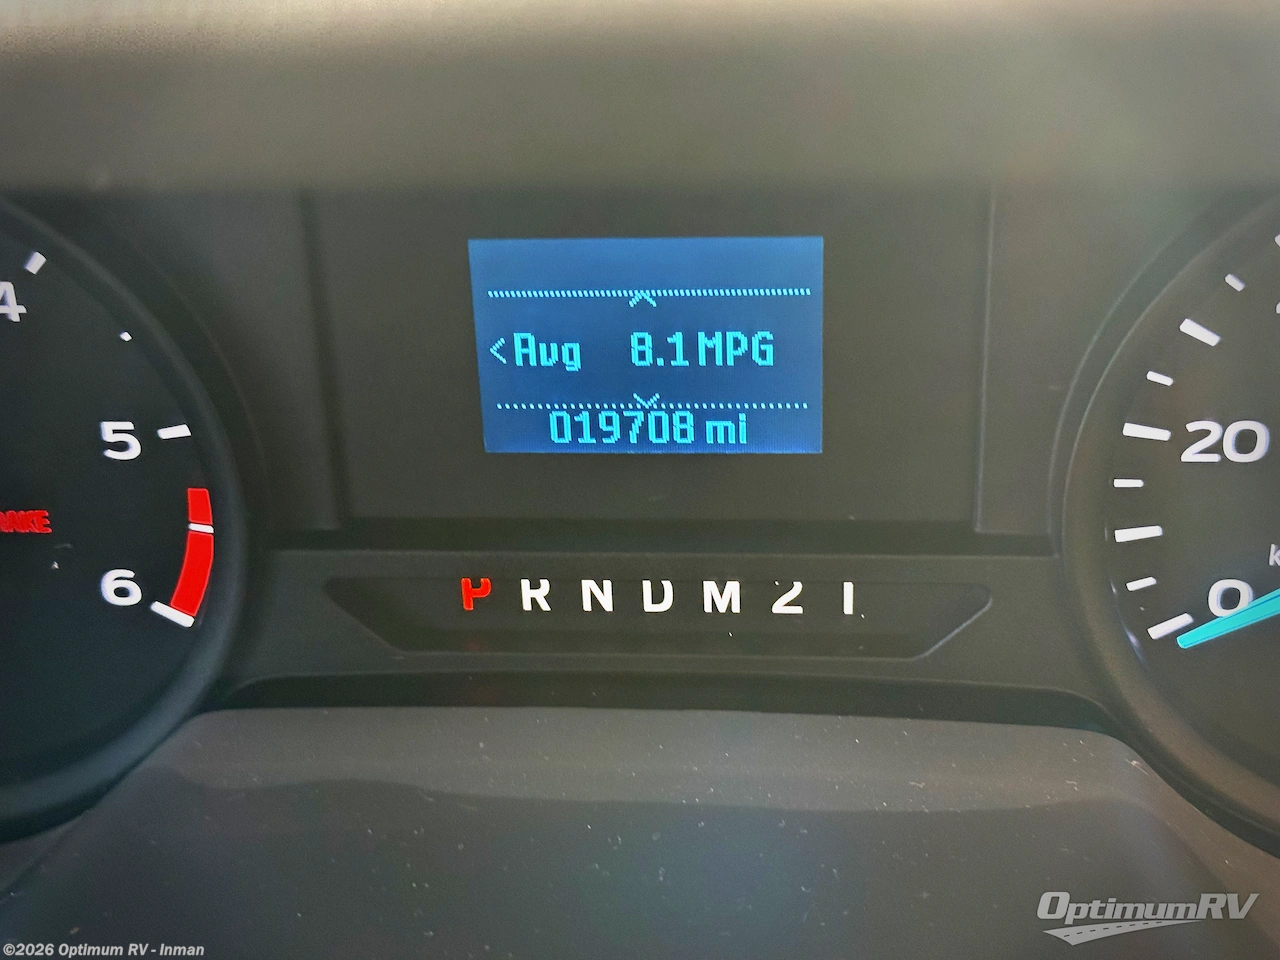 4
5
6
<Avg 8.1 MPG
019708 mi
P R N D M 2 1
20
0
OptimumRV
©2026 Optimum RV - Inman